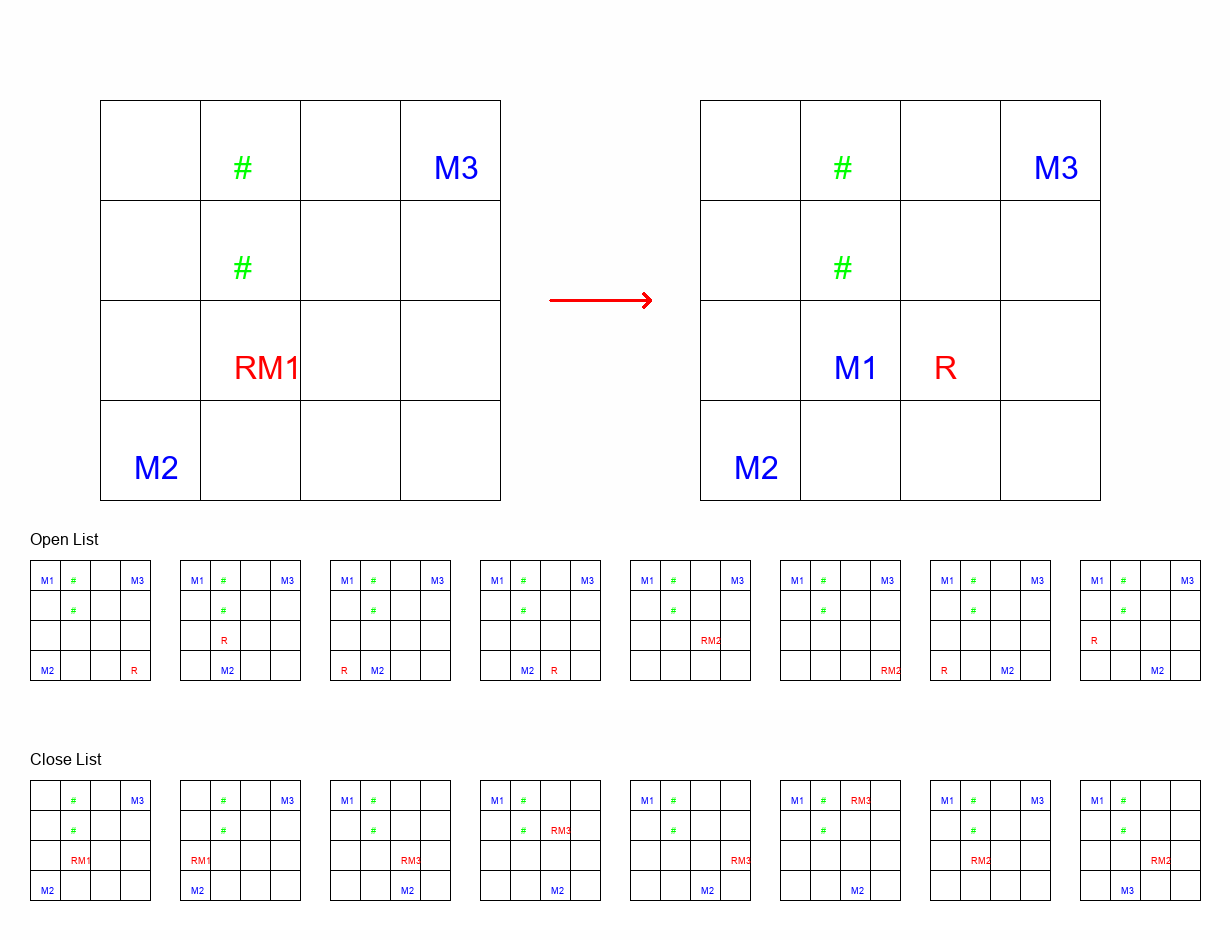 # M3 # M3
# #
RM1 M1 R
M2 M2
Open List
M1 # M3 M1 # M3 M1 # M3 M1 # M3 M1 # M3 M1 # M3 M1 # M3 M1 # M3
# # # # # # # #
R RM2 R
M2 R M2 R M2 M2 R RM2 R M2 M2
Close List
# M3 # M3 M1 # M1 # M1 # M1 # RM3 M1 # M3 M1 #
# # # # RM3 # # # #
RM1 RM1 RM3 RM3 RM2 RM2
M2 M2 M2 M2 M2 M2 M3